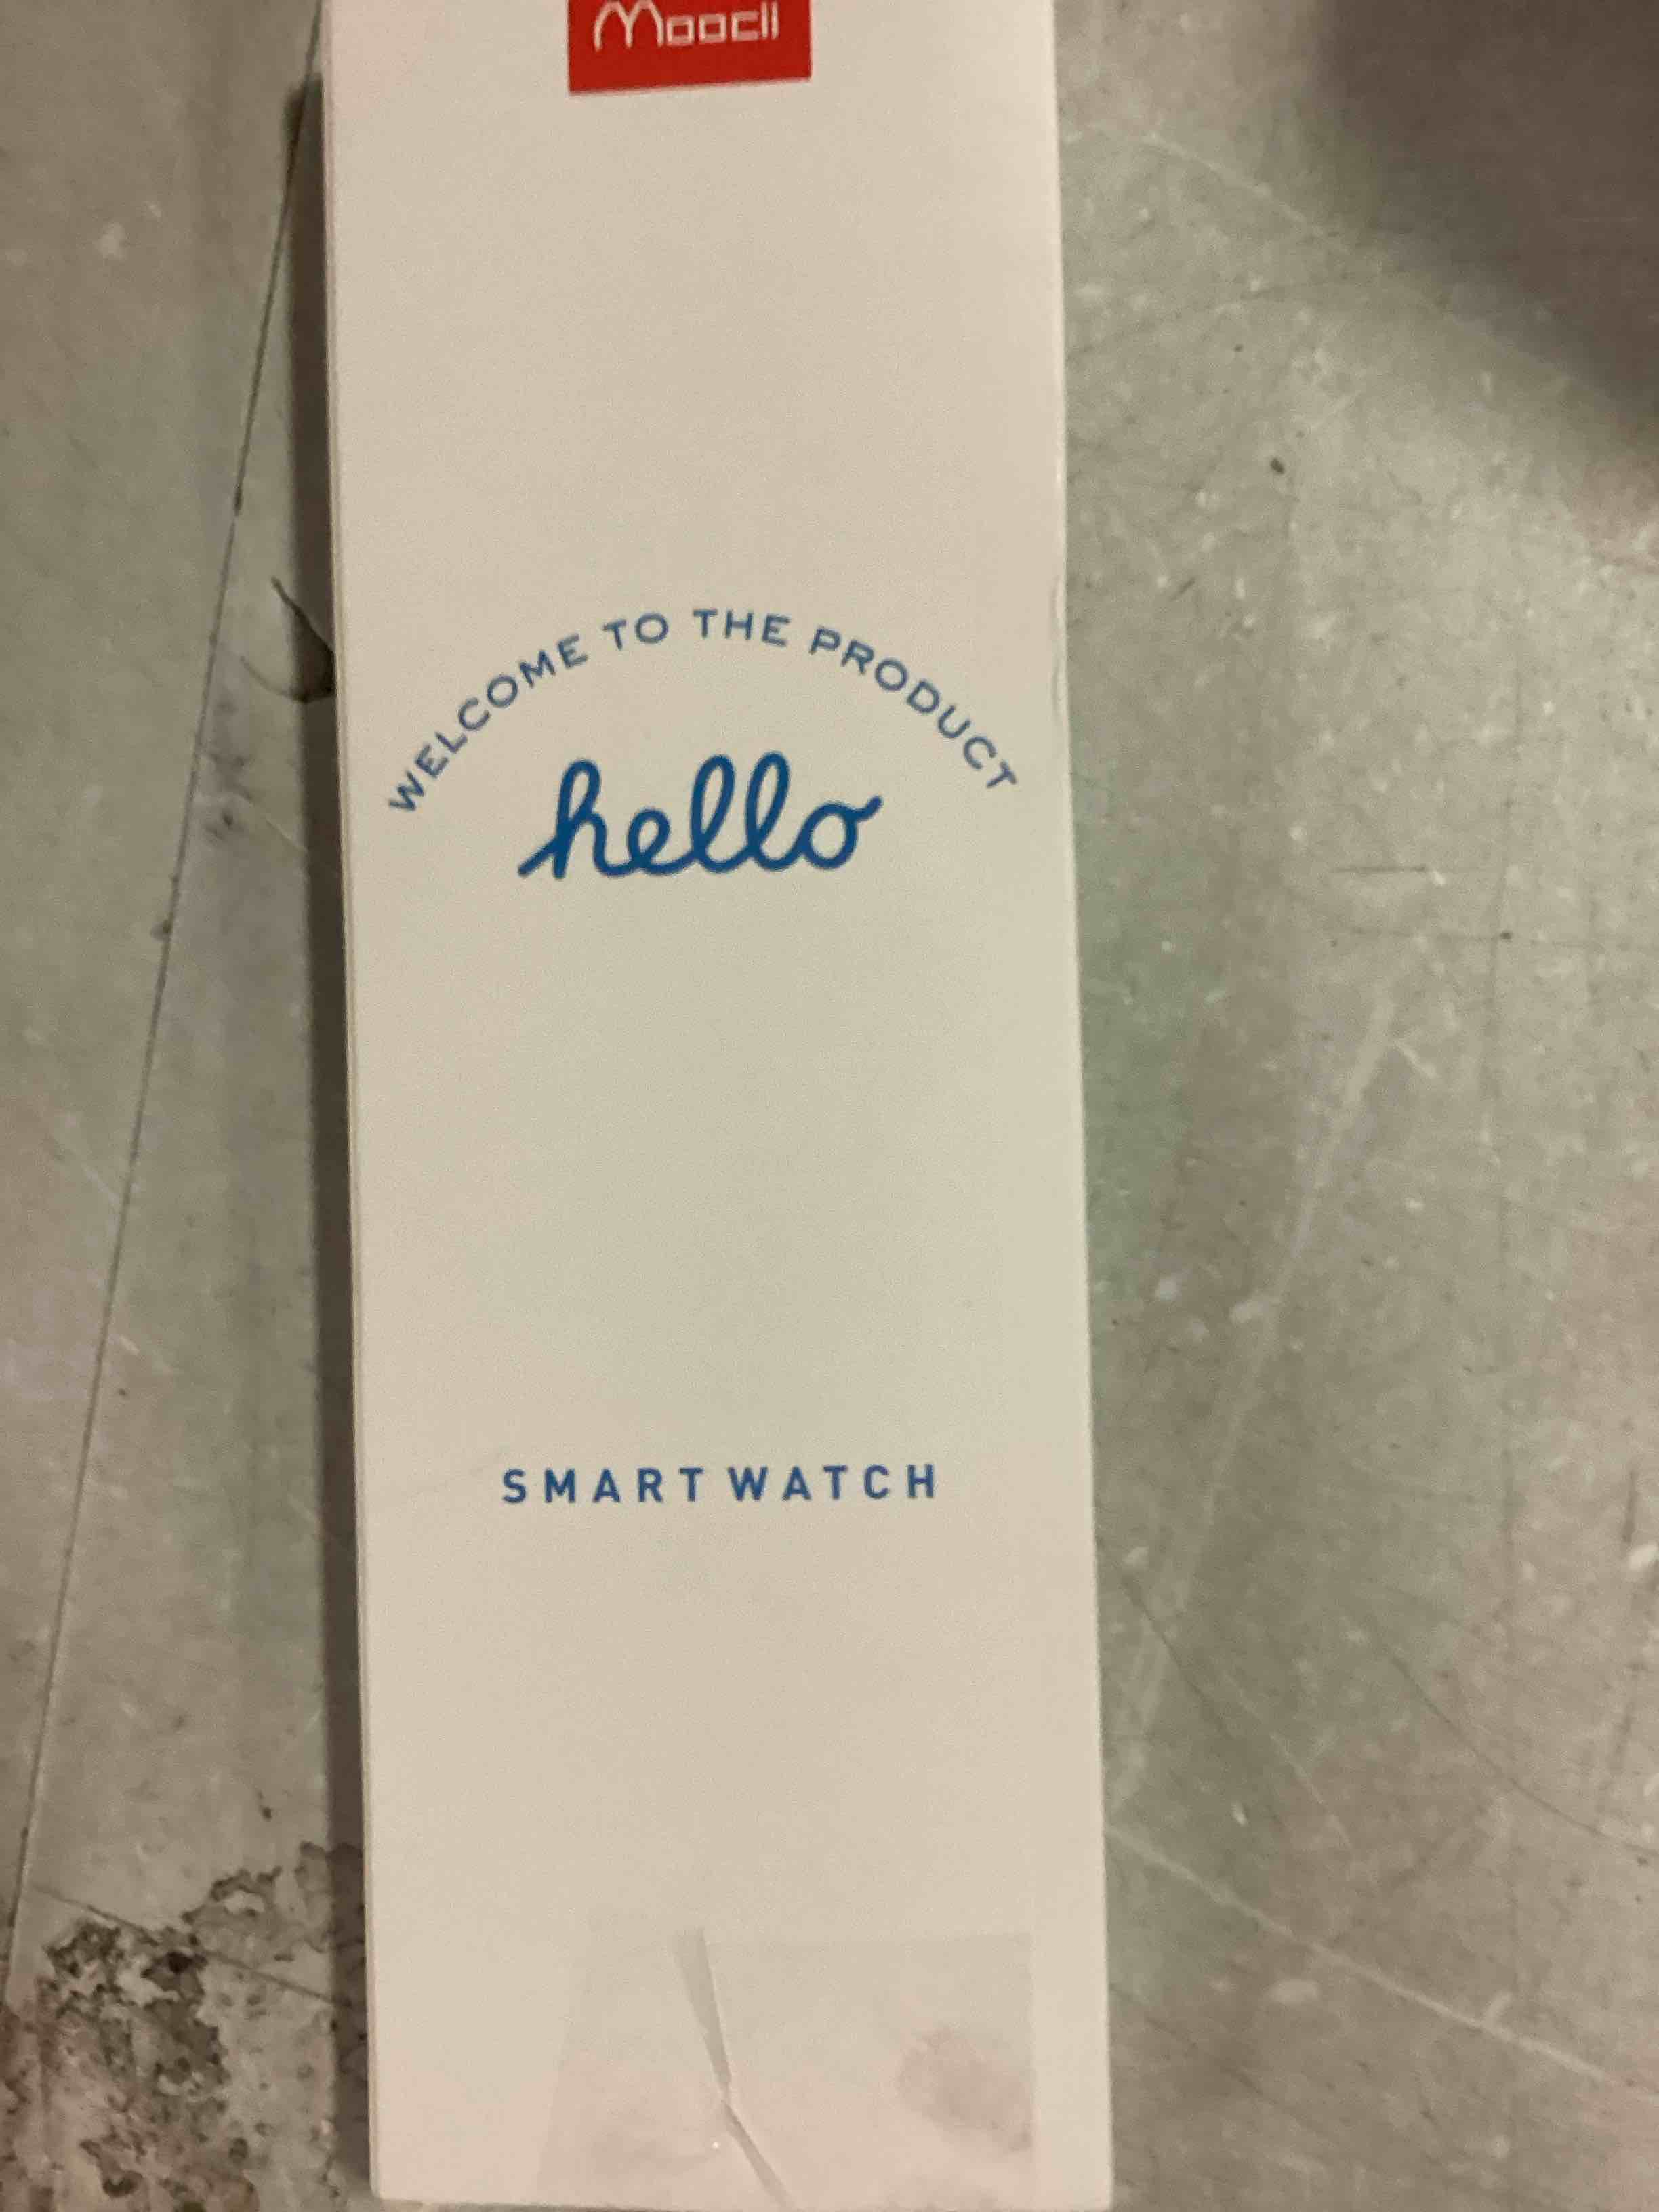 Moocii
WELCOME TO THE PRODUCT
hello
SMART WATCH